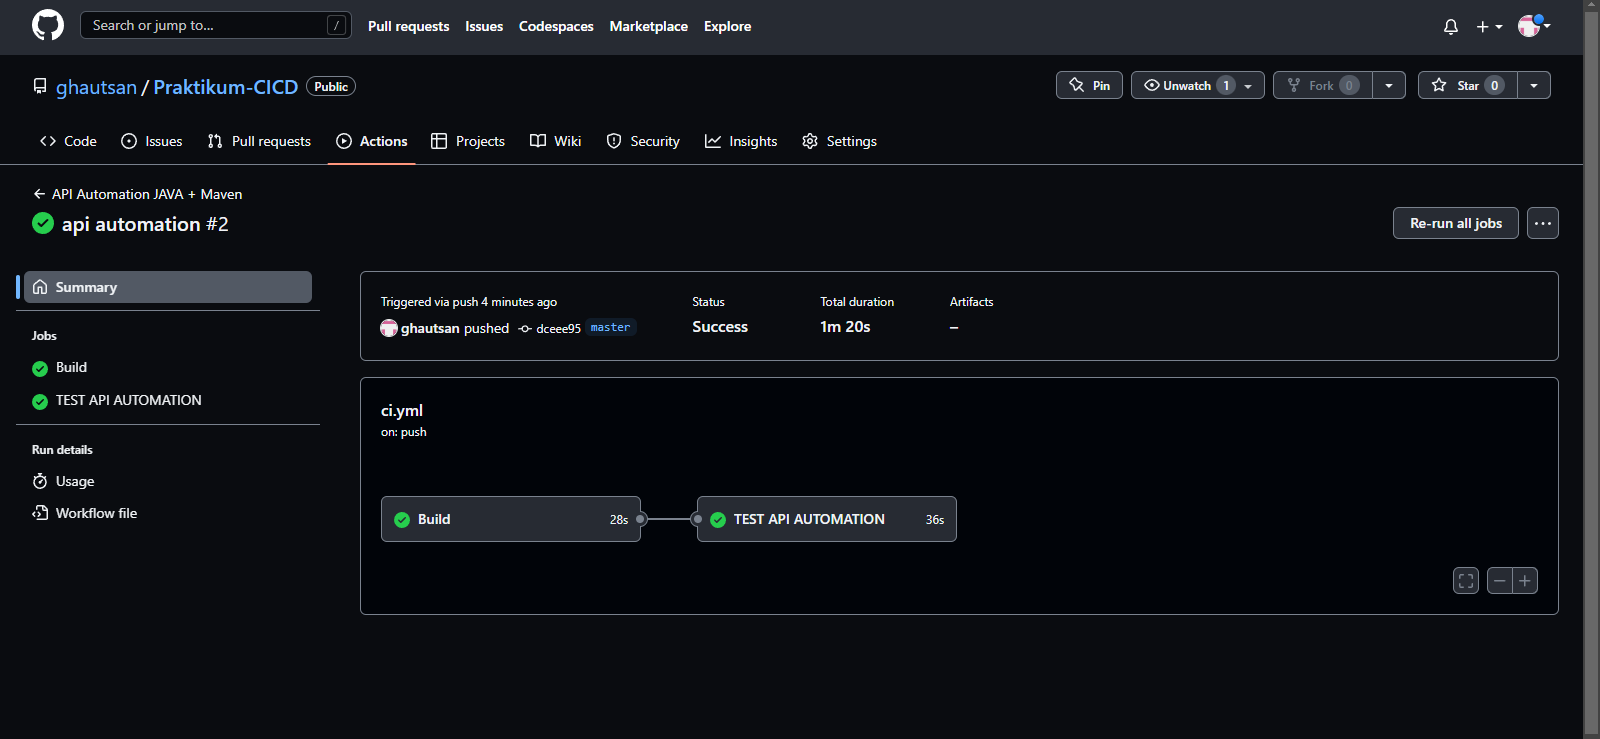 Search or jump to... /
Pull requests Issues Codespaces Marketplace Explore
ghautsan / Praktikum-CICD Public
Pin Unwatch 1 Fork 0 Star 0
Code Issues Pull requests Actions Projects Wiki Security Insights Settings
API Automation JAVA + Maven
api automation #2
Re-run all jobs
Summary
Jobs
Build
TEST API AUTOMATION
Run details
Usage
Workflow file
Triggered via push 4 minutes ago
ghautsan pushed dceee95 master
Status
Success
Total duration
1m 20s
Artifacts
–
ci.yml
on: push
Build 28s
TEST API AUTOMATION 36s